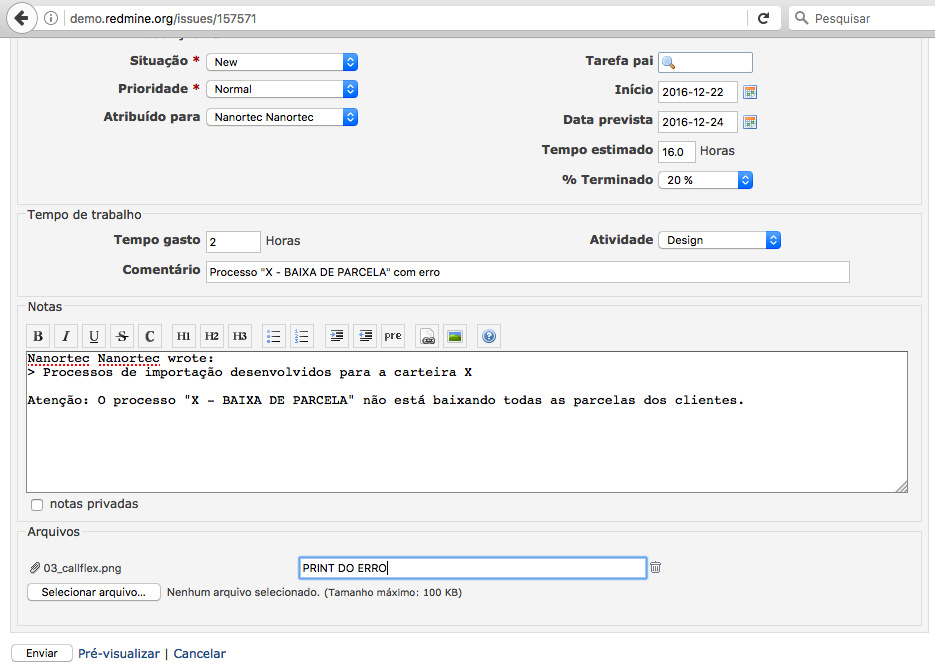 demo.redmine.org/issues/157571
Pesquisar
Situação * New
Tarefa pai
Prioridade * Normal
Início 2016-12-22
Atribuído para Nanortec Nanortec
Data prevista 2016-12-24
Tempo estimado 16.0 Horas
% Terminado 20 %
Tempo de trabalho
Tempo gasto 2 Horas
Atividade Design
Comentário Processo "X - BAIXA DE PARCELA" com erro
Notas
B I U S C H1 H2 H3 pre
Nanortec Nanortec wrote:
> Processos de importação desenvolvidos para a carteira X
Atenção: O processo "X - BAIXA DE PARCELA" não está baixando todas as parcelas dos clientes.
notas privadas
Arquivos
03_callflex.png PRINT DO ERRO
Selecionar arquivo... Nenhum arquivo selecionado. (Tamanho máximo: 100 KB)
Enviar Pré-visualizar | Cancelar